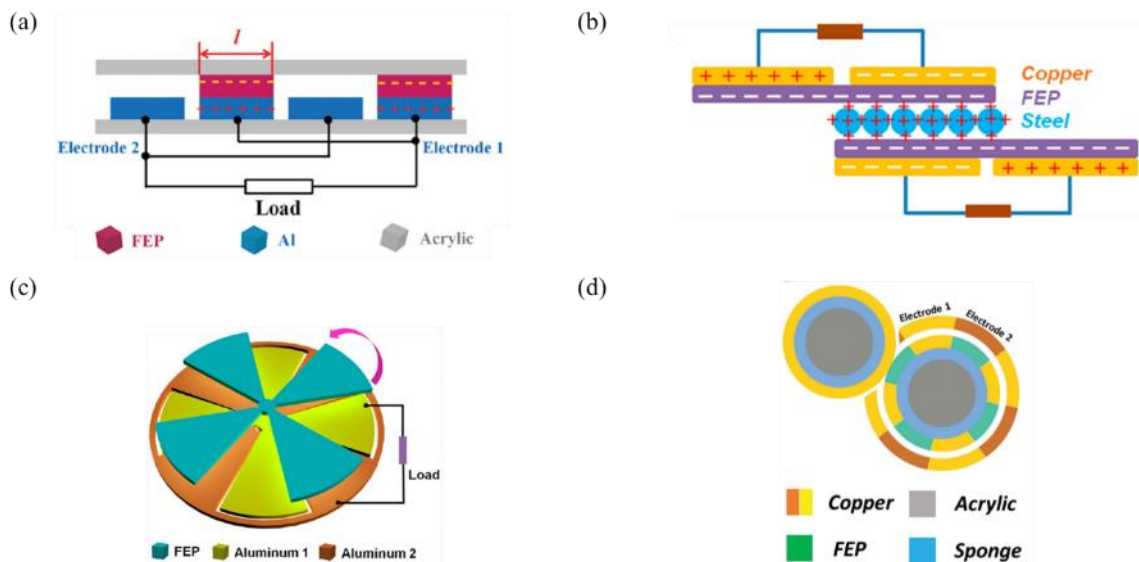 (a)
l
Electrode 2
Electrode 1
Load
FEP
Al
Acrylic
(b)
Copper
FEP
Steel
(c)
Load
FEP
Aluminum 1
Aluminum 2
(d)
Electrode 1
Electrode 2
Copper
Acrylic
FEP
Sponge